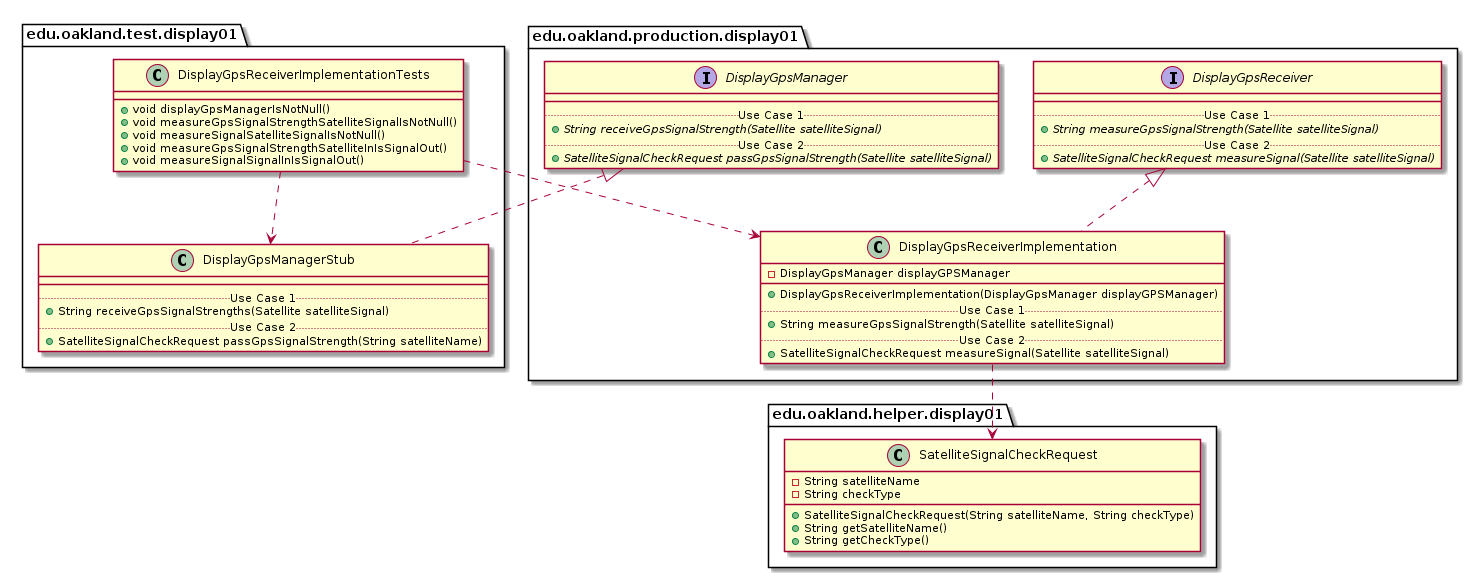 edu.oakland.test.display01
C DisplayGpsReceiverImplementationTests
void displayGpsManagerIsNotNull()
void measureGpsSignalStrengthSatelliteSignalIsNotNull()
void measureSignalSatelliteSignalIsNotNull()
void measureGpsSignalStrengthSatelliteInIsSignalOut()
void measureSignalSignalInIsSignalOut()
C DisplayGpsManagerStub
Use Case 1
String receiveGpsSignalStrengths(Satellite satelliteSignal)
Use Case 2
SatelliteSignalCheckRequest passGpsSignalStrength(String satelliteName)
edu.oakland.production.display01
I DisplayGpsManager
Use Case 1
String receiveGpsSignalStrength(Satellite satelliteSignal)
Use Case 2
SatelliteSignalCheckRequest passGpsSignalStrength(Satellite satelliteSignal)
I DisplayGpsReceiver
Use Case 1
String measureGpsSignalStrength(Satellite satelliteSignal)
Use Case 2
SatelliteSignalCheckRequest measureSignal(Satellite satelliteSignal)
C DisplayGpsReceiverImplementation
DisplayGpsManager displayGPSManager
DisplayGpsReceiverImplementation(DisplayGpsManager displayGPSManager)
Use Case 1
String measureGpsSignalStrength(Satellite satelliteSignal)
Use Case 2
SatelliteSignalCheckRequest measureSignal(Satellite satelliteSignal)
edu.oakland.helper.display01
C SatelliteSignalCheckRequest
String satelliteName
String checkType
SatelliteSignalCheckRequest(String satelliteName, String checkType)
String getSatelliteName()
String getCheckType()